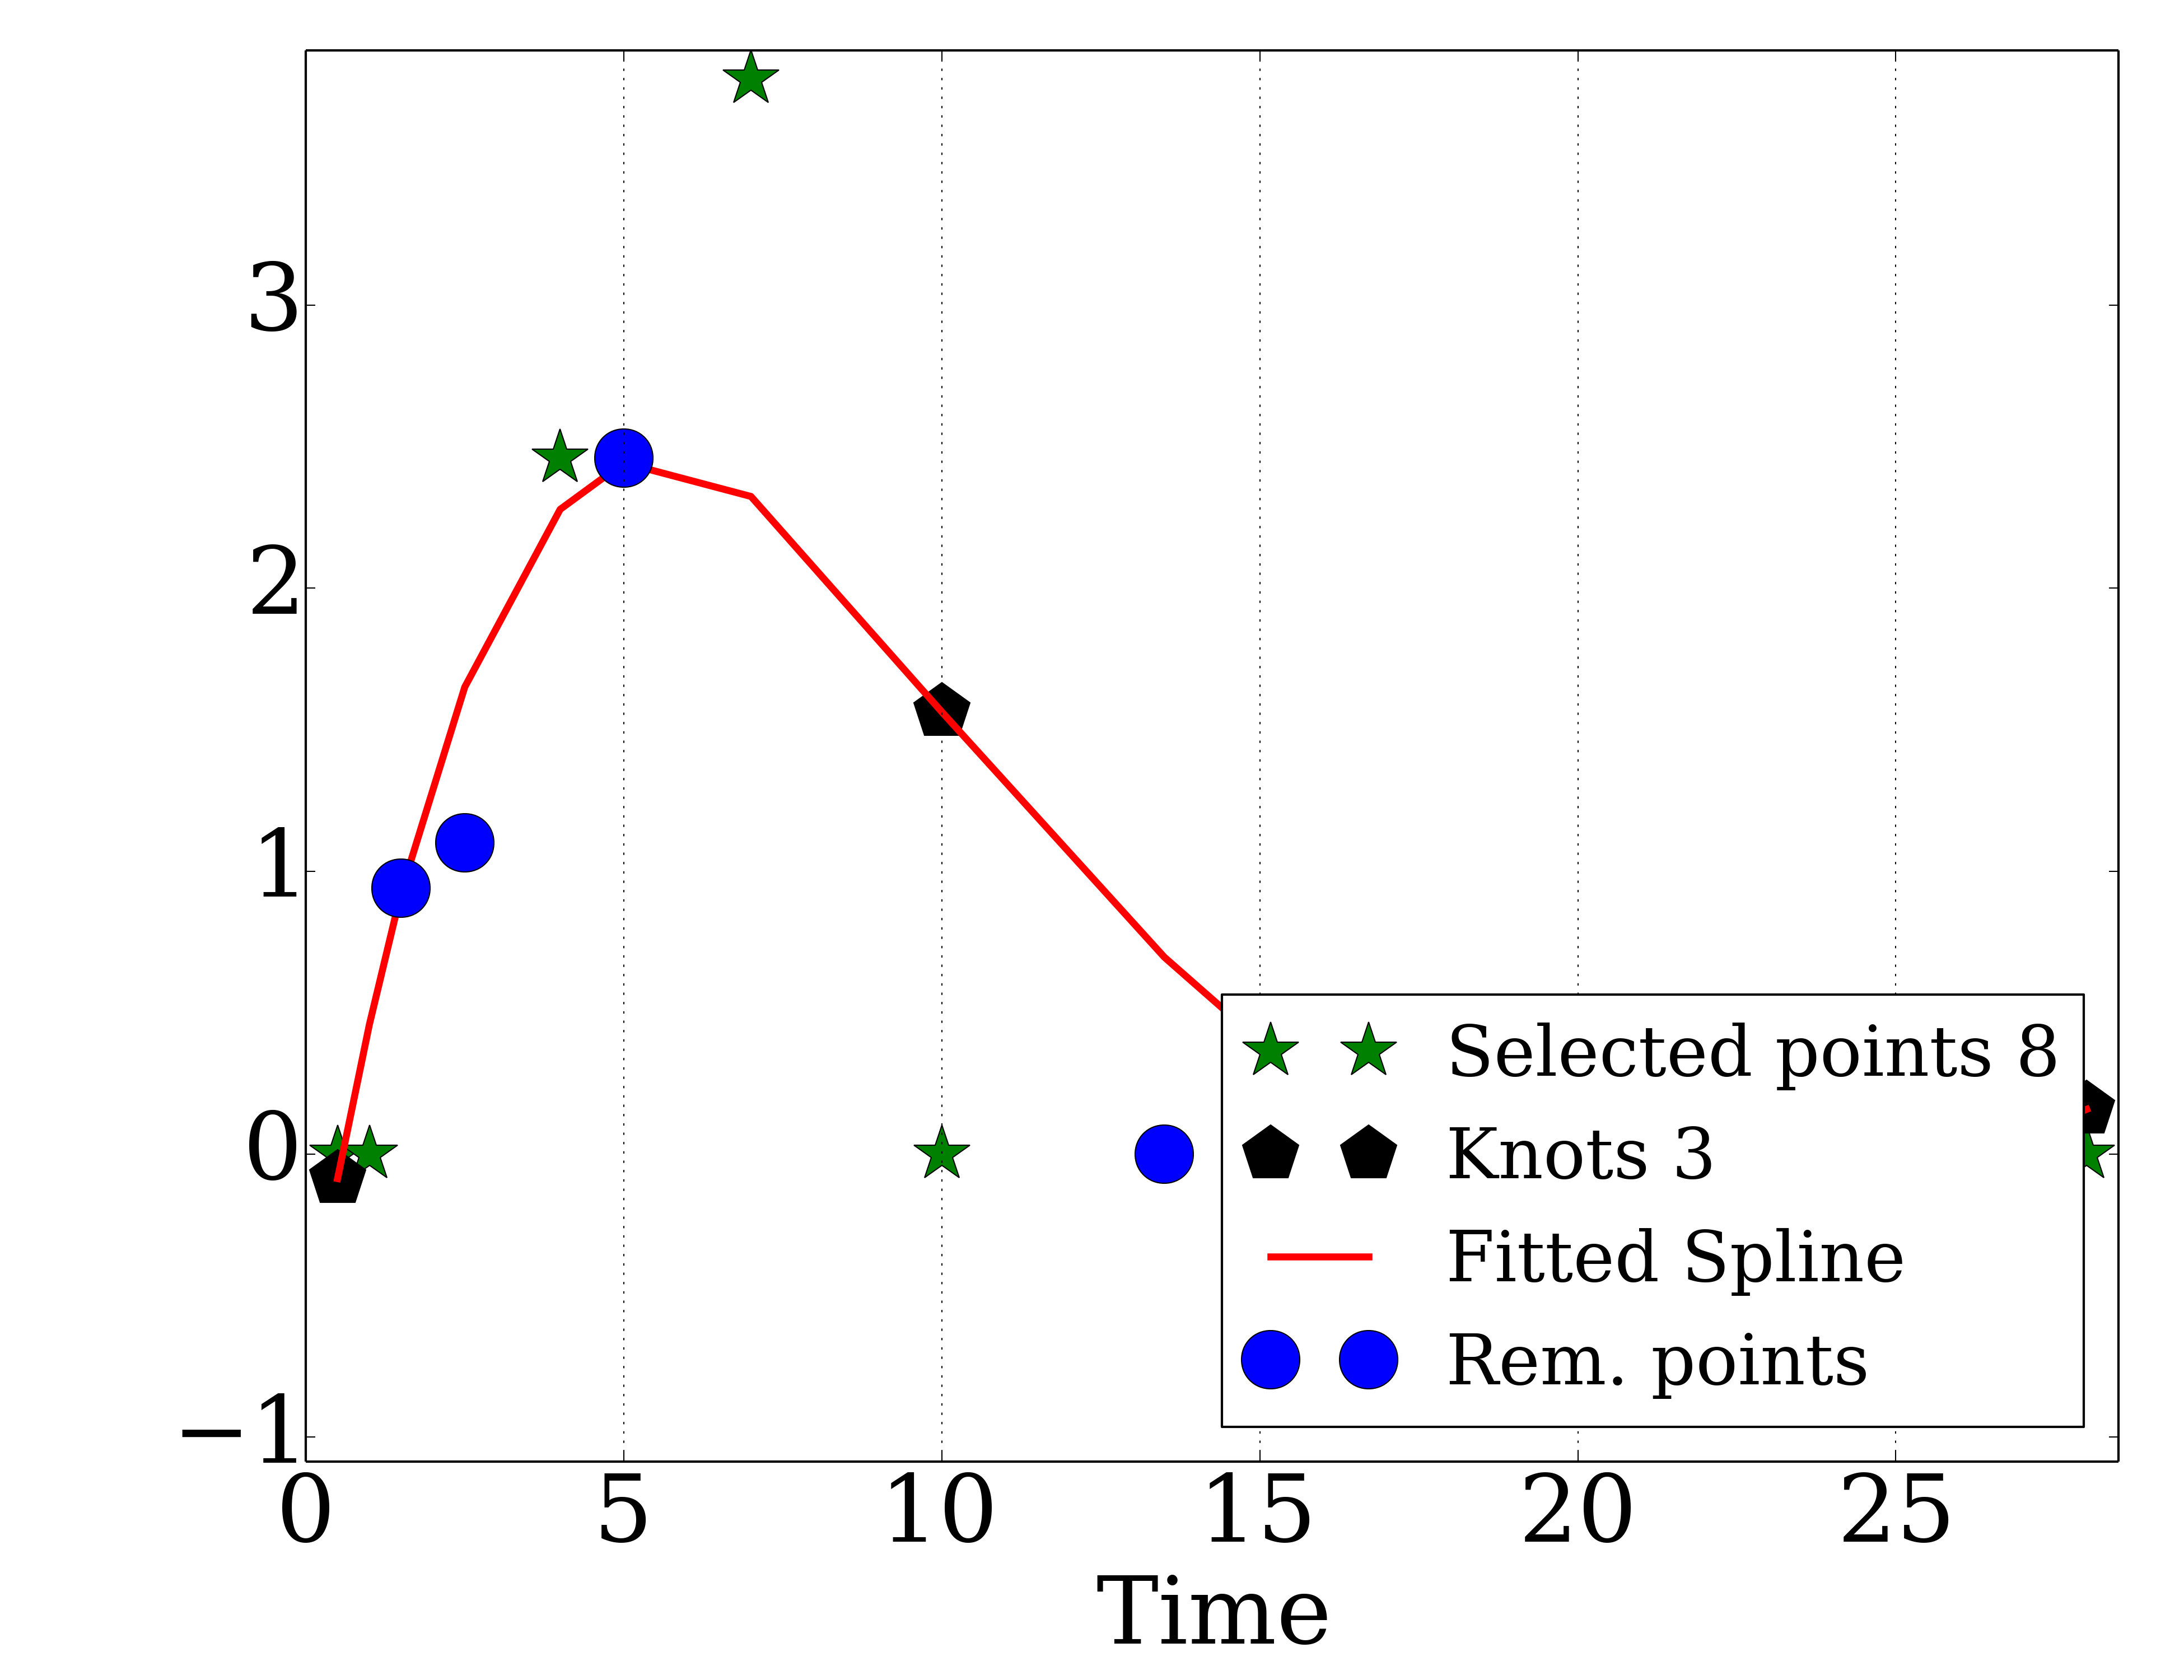 3
2
1
0
−1
0 5 10 15 20 25
Time
Selected points 8
Knots 3
Fitted Spline
Rem. points